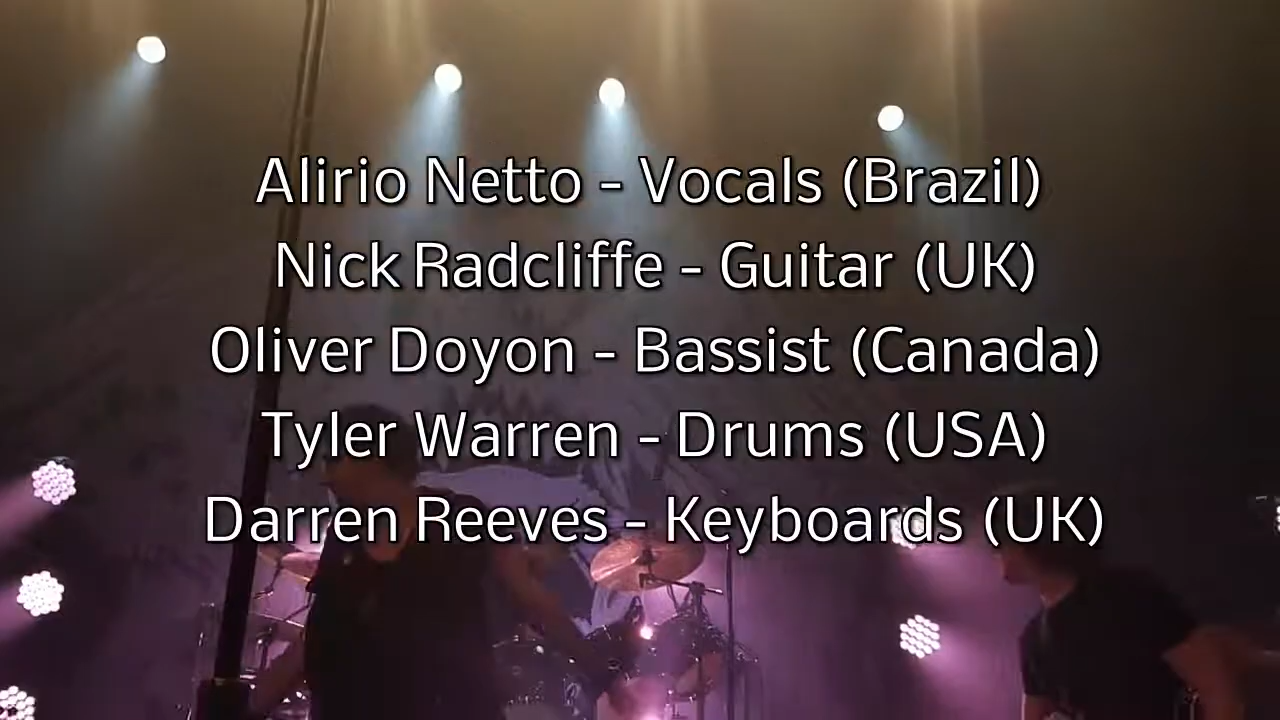 Alirio Netto - Vocals (Brazil)
Nick Radcliffe - Guitar (UK)
Oliver Doyon - Bassist (Canada)
Tyler Warren - Drums (USA)
Darren Reeves - Keyboards (UK)